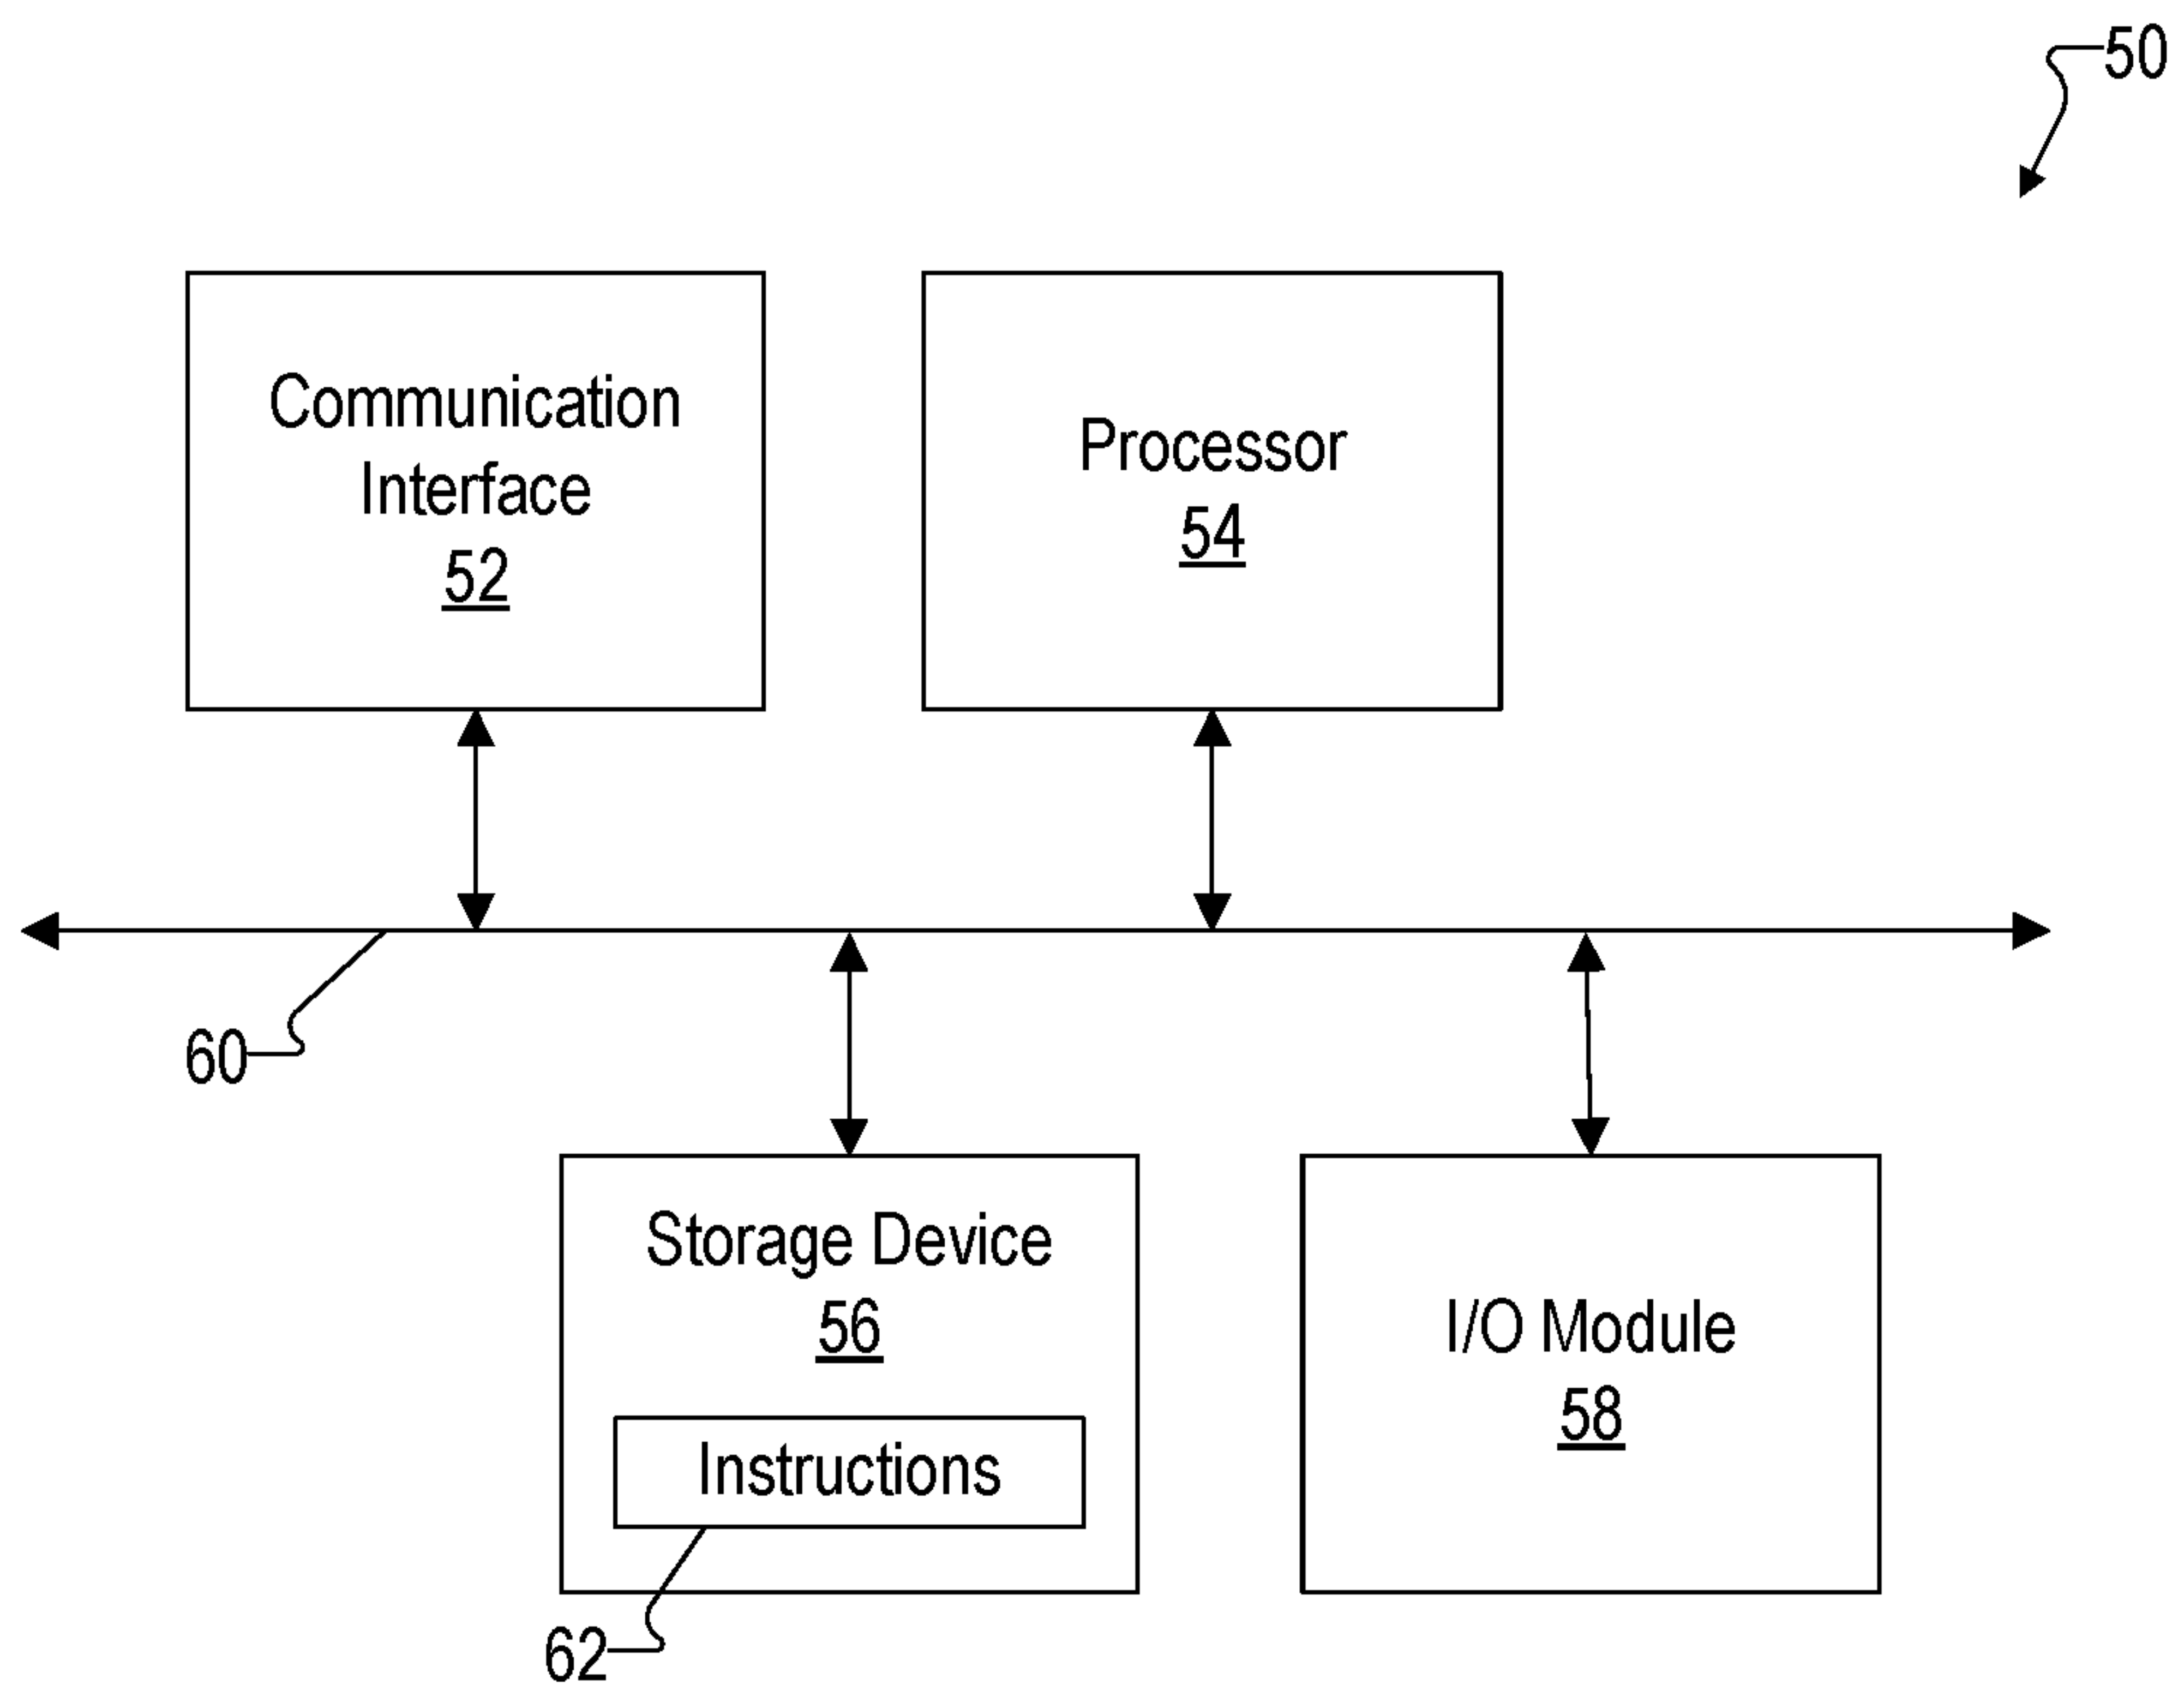 50
Communication
Interface
52
Processor
54
60
Storage Device
56
Instructions
62
I/O Module
58